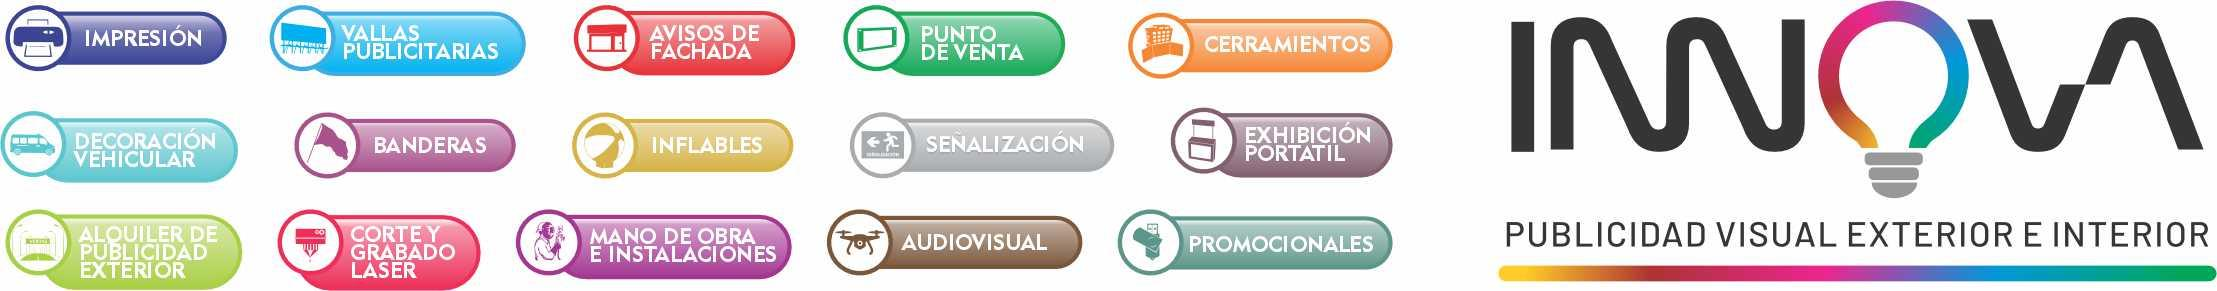 IMPRESIÓN
VALLAS
PUBLICITARIAS
AVISOS DE
FACHADA
PUNTO
DE VENTA
CERRAMIENTOS
DECORACIÓN
VEHICULAR
BANDERAS
INFLABLES
SEÑALIZACIÓN
SEÑALIZACIÓN
EXHIBICIÓN
PORTATIL
ALQUILER DE
PUBLICIDAD
EXTERIOR
CORTE Y
GRABADO
LASER
MANO DE OBRA
E INSTALACIONES
AUDIOVISUAL
PROMOCIONALES
INNOVA
PUBLICIDAD VISUAL EXTERIOR E INTERIOR